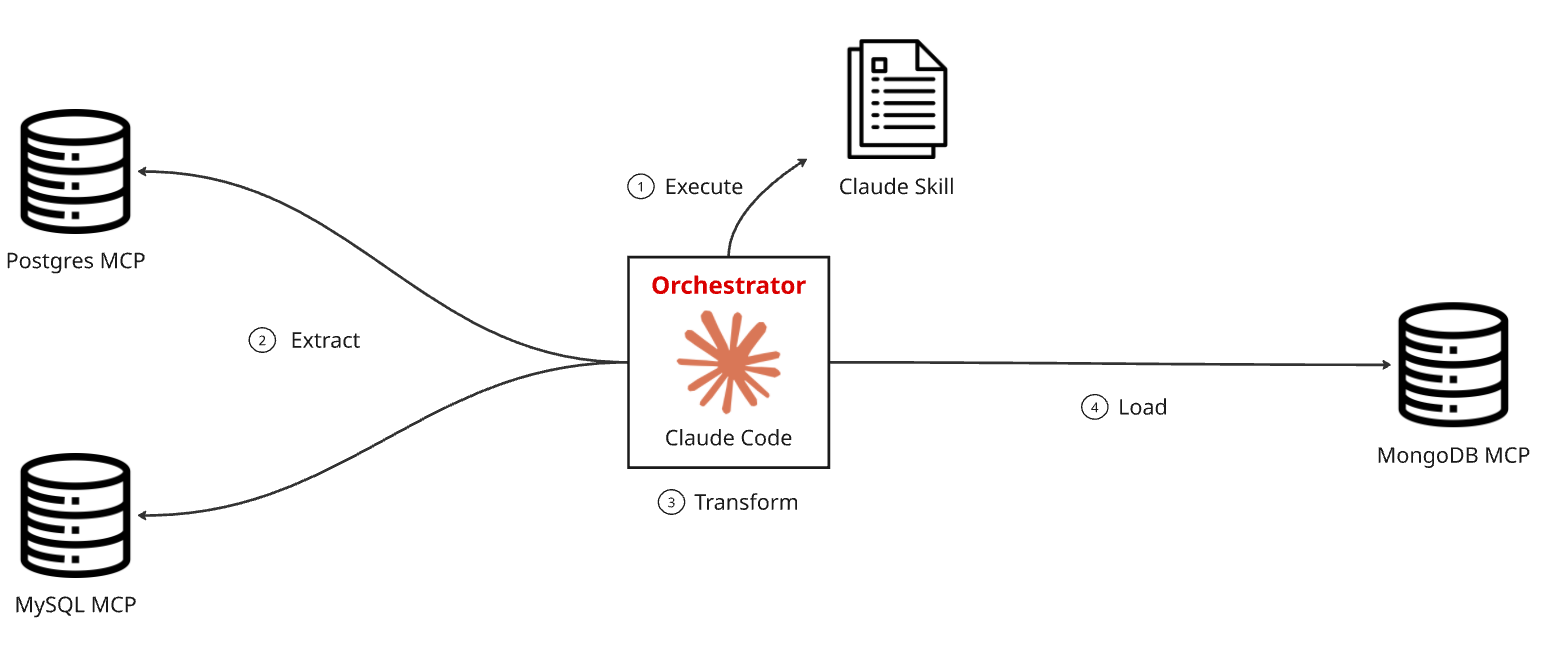 1 Execute
Claude Skill
Postgres MCP
Orchestrator
2 Extract
Claude Code
4 Load
MongoDB MCP
3 Transform
MySQL MCP